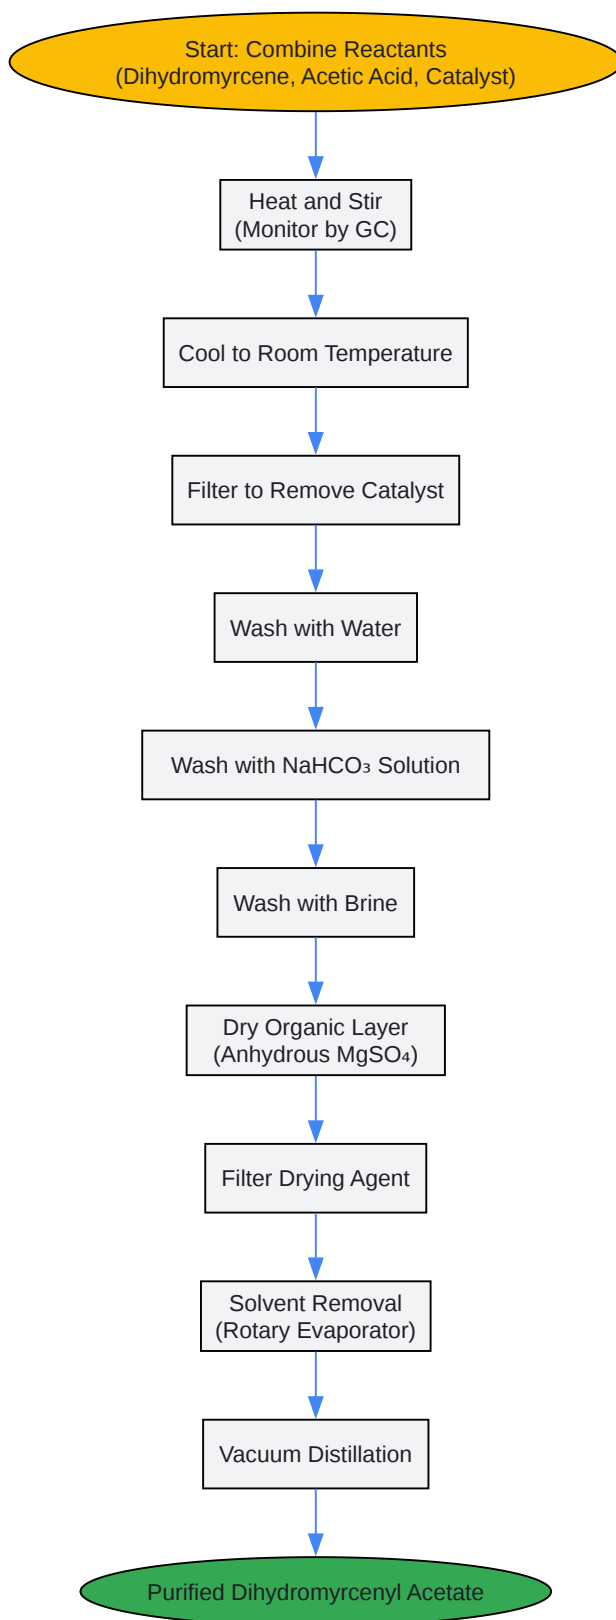 Start: Combine Reactants
(Dihydromyrcene, Acetic Acid, Catalyst)
Heat and Stir
(Monitor by GC)
Cool to Room Temperature
Filter to Remove Catalyst
Wash with Water
Wash with NaHCO₃ Solution
Wash with Brine
Dry Organic Layer
(Anhydrous MgSO₄)
Filter Drying Agent
Solvent Removal
(Rotary Evaporator)
Vacuum Distillation
Purified Dihydromyrcenyl Acetate